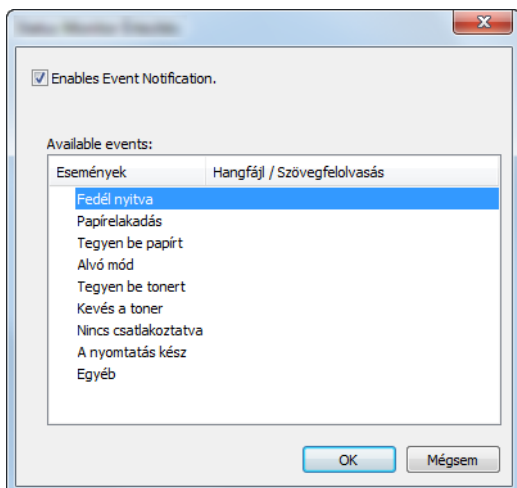 Enables Event Notification.
Available events:
Események Hangfájl / Szövegfelolvasás
Fedél nyitva
Papírelakadás
Tegyen be papírt
Alvó mód
Tegyen be tonert
Kevés a toner
Nincs csatlakoztatva
A nyomtatás kész
Egyéb
OK Mégsem